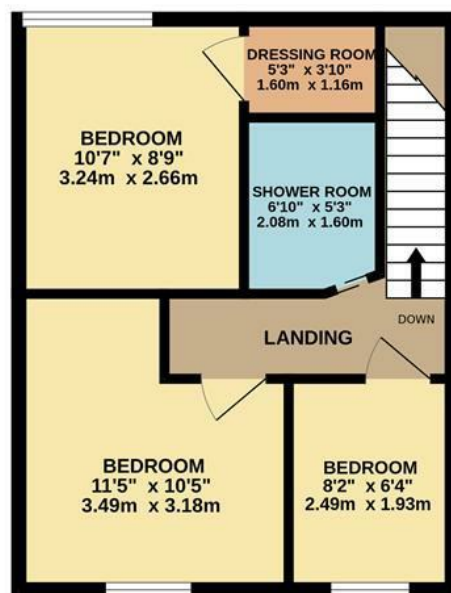 DRESSING ROOM
5'3" x 3'10"
1.60m x 1.16m
BEDROOM
10'7" x 8'9"
3.24m x 2.66m
SHOWER ROOM
6'10" x 5'3"
2.08m x 1.60m
DOWN
LANDING
BEDROOM
11'5" x 10'5"
3.49m x 3.18m
BEDROOM
8'2" x 6'4"
2.49m x 1.93m